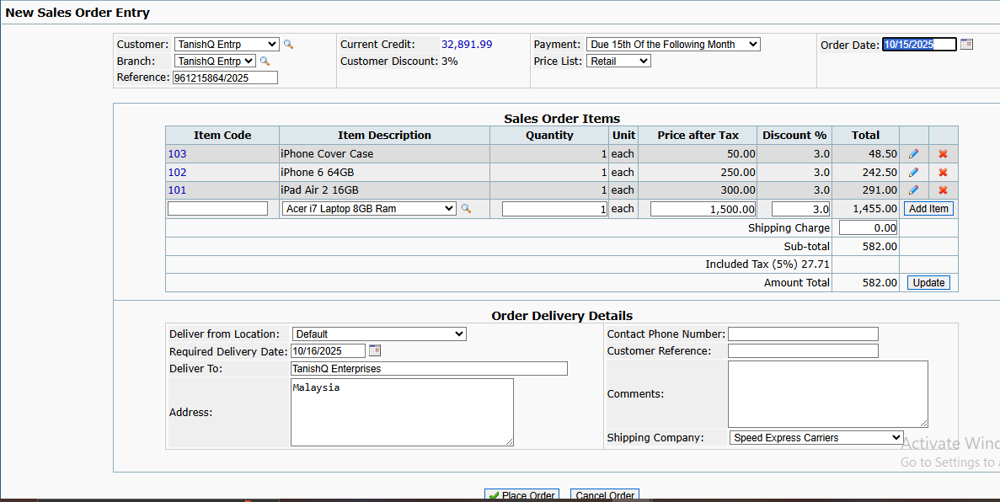 New Sales Order Entry
Customer: TanishQ Entrp Current Credit: 32,891.99 Payment: Due 15th Of the Following Month Order Date: 10/15/2025
Branch: TanishQ Entrp Customer Discount: 3% Price List: Retail
Reference: 961215864/2025
Sales Order Items
Item Code Item Description Quantity Unit Price after Tax Discount % Total
103 iPhone Cover Case 1 each 50.00 3.0 48.50
102 iPhone 6 64GB 1 each 250.00 3.0 242.50
101 iPad Air 2 16GB 1 each 300.00 3.0 291.00
Acer i7 Laptop 8GB Ram 1 each 1,500.00 3.0 1,455.00 Add Item
Shipping Charge 0.00
Sub-total 582.00
Included Tax (5%) 27.71
Amount Total 582.00 Update
Order Delivery Details
Deliver from Location: Default Contact Phone Number:
Required Delivery Date: 10/16/2025 Customer Reference:
Deliver To: TanishQ Enterprises
Address: Malaysia Comments:
Shipping Company: Speed Express Carriers
Activate Wind
Go to Settings to a
Place Order Cancel Order